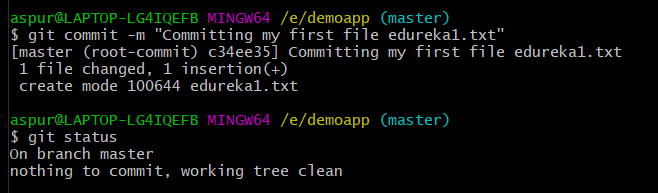 aspur@LAPTOP-LG4IQEFB MINGW64 /e/demoapp (master)
$ git commit -m "Committing my first file edureka1.txt"
[master (root-commit) c34ee35] Committing my first file edureka1.txt
 1 file changed, 1 insertion(+)
 create mode 100644 edureka1.txt
aspur@LAPTOP-LG4IQEFB MINGW64 /e/demoapp (master)
$ git status
On branch master
nothing to commit, working tree clean